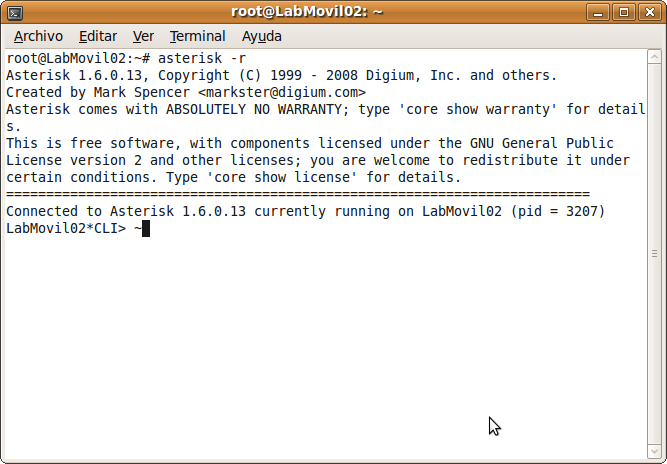 root@LabMovil02: ~
Archivo Editar Ver Terminal Ayuda
root@LabMovil02:~# asterisk -r
Asterisk 1.6.0.13, Copyright (C) 1999 - 2008 Digium, Inc. and others.
Created by Mark Spencer <markster@digium.com>
Asterisk comes with ABSOLUTELY NO WARRANTY; type 'core show warranty' for detail
s.
This is free software, with components licensed under the GNU General Public
License version 2 and other licenses; you are welcome to redistribute it under
certain conditions. Type 'core show license' for details.
=========================================================================
Connected to Asterisk 1.6.0.13 currently running on LabMovil02 (pid = 3207)
LabMovil02*CLI> ~